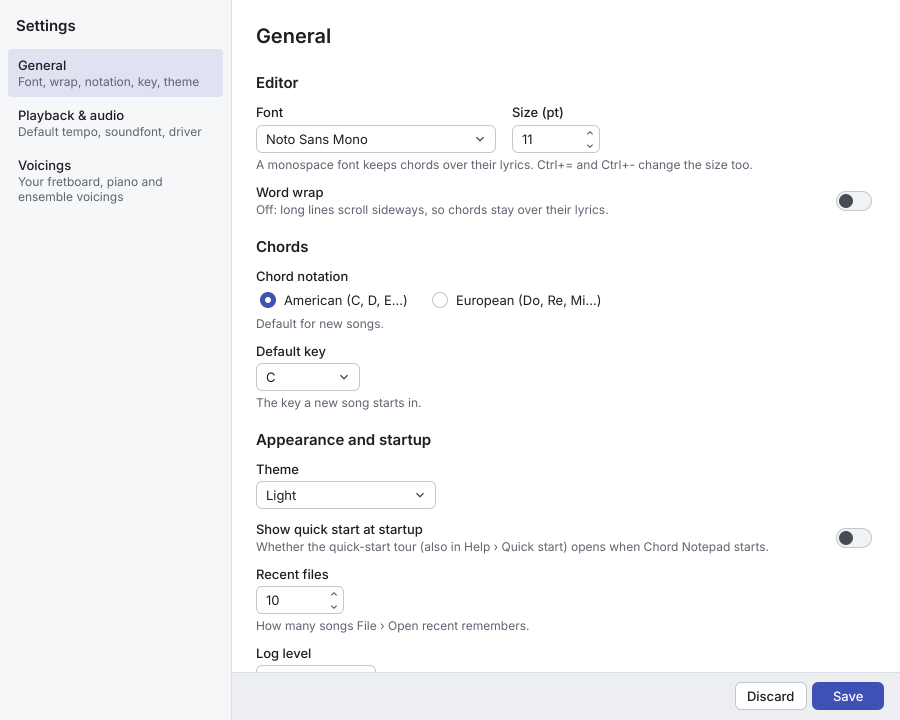 Settings
General
Font, wrap, notation, key, theme
Playback & audio
Default tempo, soundfont, driver
Voicings
Your fretboard, piano and
ensemble voicings
General
Editor
Font
Size (pt)
Noto Sans Mono
11
A monospace font keeps chords over their lyrics. Ctrl+= and Ctrl+- change the size too.
Word wrap
Off: long lines scroll sideways, so chords stay over their lyrics.
Chords
Chord notation
American (C, D, E...)
European (Do, Re, Mi...)
Default for new songs.
Default key
C
The key a new song starts in.
Appearance and startup
Theme
Light
Show quick start at startup
Whether the quick-start tour (also in Help › Quick start) opens when Chord Notepad starts.
Recent files
10
How many songs File › Open recent remembers.
Log level
Discard
Save